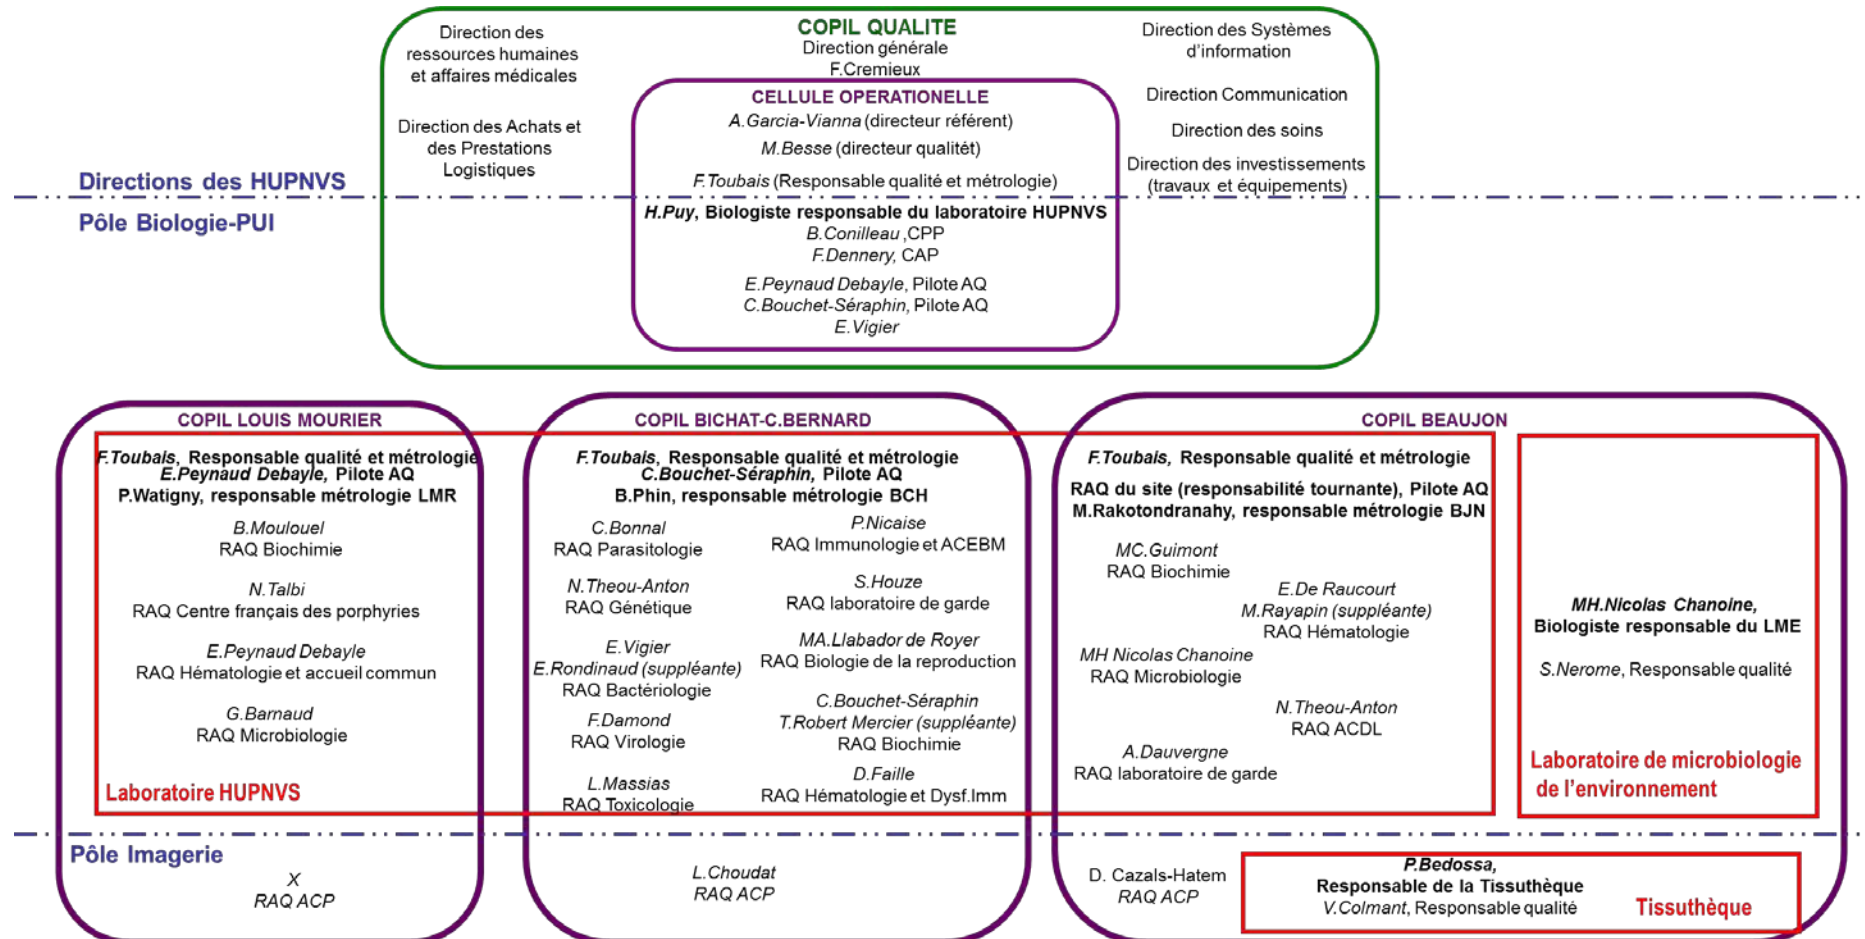 COPIL QUALITE
Direction générale
F.Cremieux
Direction des
ressources humaines
et affaires médicales
Direction des Achats et
des Prestations
Logistiques
Direction des Systèmes
d'information
Direction Communication
Direction des soins
Direction des investissements
(travaux et équipements)
CELLULE OPERATIONELLE
A.Garcia-Vianna (directeur référent)
M.Besse (directeur qualitét)
F.Toubais (Responsable qualité et métrologie)
Directions des HUPNVS
Pôle Biologie-PUI
H.Puy, Biologiste responsable du laboratoire HUPNVS
B.Conilleau ,CPP
F.Dennery, CAP
E.Peynaud Debayle, Pilote AQ
C.Bouchet-Séraphin, Pilote AQ
E.Vigier
COPIL LOUIS MOURIER
F.Toubais, Responsable qualité et métrologie
E.Peynaud Debayle, Pilote AQ
P.Watigny, responsable métrologie LMR
B.Moulouel
RAQ Biochimie
N.Talbi
RAQ Centre français des porphyries
E.Peynaud Debayle
RAQ Hématologie et accueil commun
G.Barnaud
RAQ Microbiologie
Laboratoire HUPNVS
COPIL BICHAT-C.BERNARD
F.Toubais, Responsable qualité et métrologie
C.Bouchet-Séraphin, Pilote AQ
B.Phin, responsable métrologie BCH
C.Bonnal
RAQ Parasitologie
N.Theou-Anton
RAQ Génétique
E.Vigier
E.Rondinaud (suppléante)
RAQ Bactériologie
F.Damond
RAQ Virologie
L.Massias
RAQ Toxicologie
P.Nicaise
RAQ Immunologie et ACEBM
S.Houze
RAQ laboratoire de garde
MA.Llabador de Royer
RAQ Biologie de la reproduction
C.Bouchet-Séraphin
T.Robert Mercier (suppléante)
RAQ Biochimie
D.Faille
RAQ Hématologie et Dysf.Imm
COPIL BEAUJON
F.Toubais, Responsable qualité et métrologie
RAQ du site (responsabilité tournante), Pilote AQ
M.Rakotondranahy, responsable métrologie BJN
MC.Guimont
RAQ Biochimie
E.De Raucourt
M.Rayapin (suppléante)
RAQ Hématologie
MH Nicolas Chanoine
RAQ Microbiologie
N.Theou-Anton
RAQ ACDL
A.Dauvergne
RAQ laboratoire de garde
MH.Nicolas Chanoine,
Biologiste responsable du LME
S.Nerome, Responsable qualité
Laboratoire de microbiologie
de l'environnement
Pôle Imagerie
X
RAQ ACP
L.Choudat
RAQ ACP
D. Cazals-Hatem
RAQ ACP
P.Bedossa,
Responsable de la Tissuthèque
V.Colmant, Responsable qualité
Tissuthèque